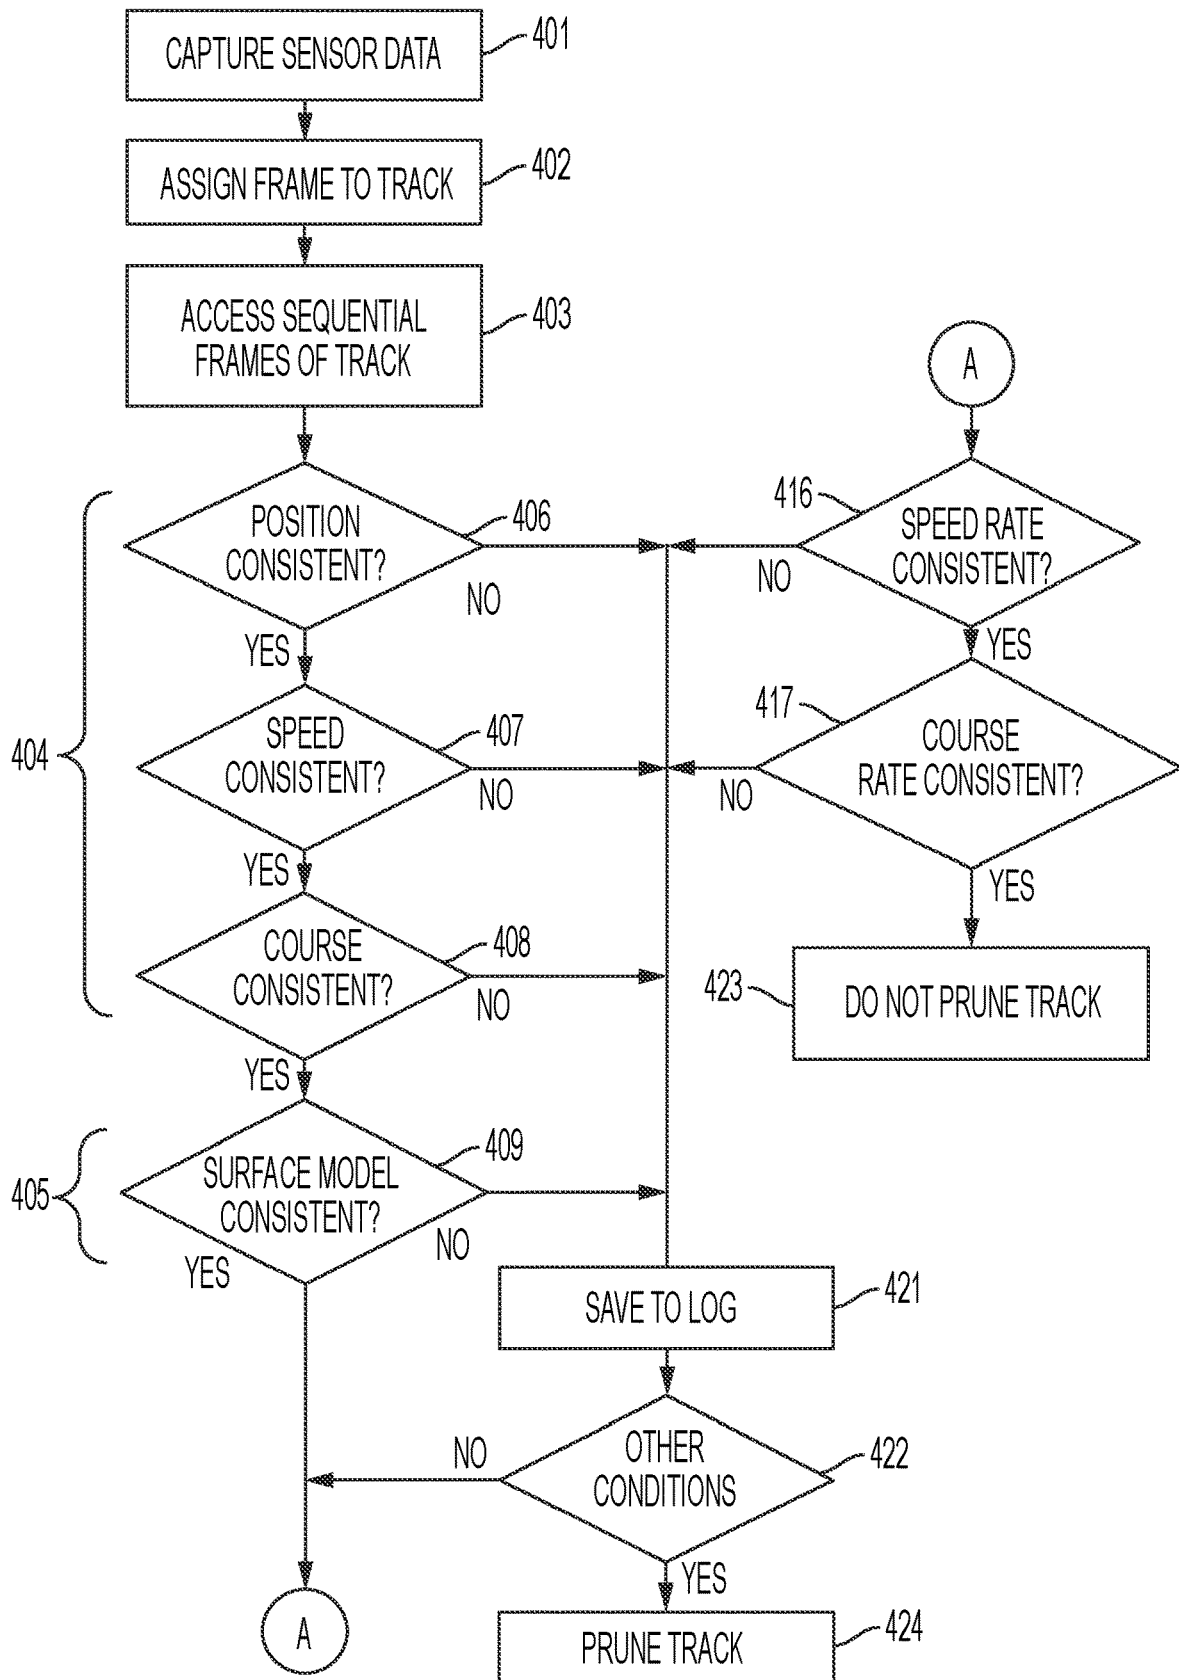 CAPTURE SENSOR DATA
401
ASSIGN FRAME TO TRACK
402
ACCESS SEQUENTIAL
FRAMES OF TRACK
403
A
404
POSITION
CONSISTENT?
406
NO
YES
416
SPEED RATE
CONSISTENT?
NO
YES
SPEED
CONSISTENT?
407
NO
YES
417
COURSE
RATE CONSISTENT?
NO
YES
COURSE
CONSISTENT?
408
NO
YES
423
DO NOT PRUNE TRACK
405
SURFACE MODEL
CONSISTENT?
409
NO
YES
SAVE TO LOG
421
OTHER
CONDITIONS
422
NO
YES
A
PRUNE TRACK
424